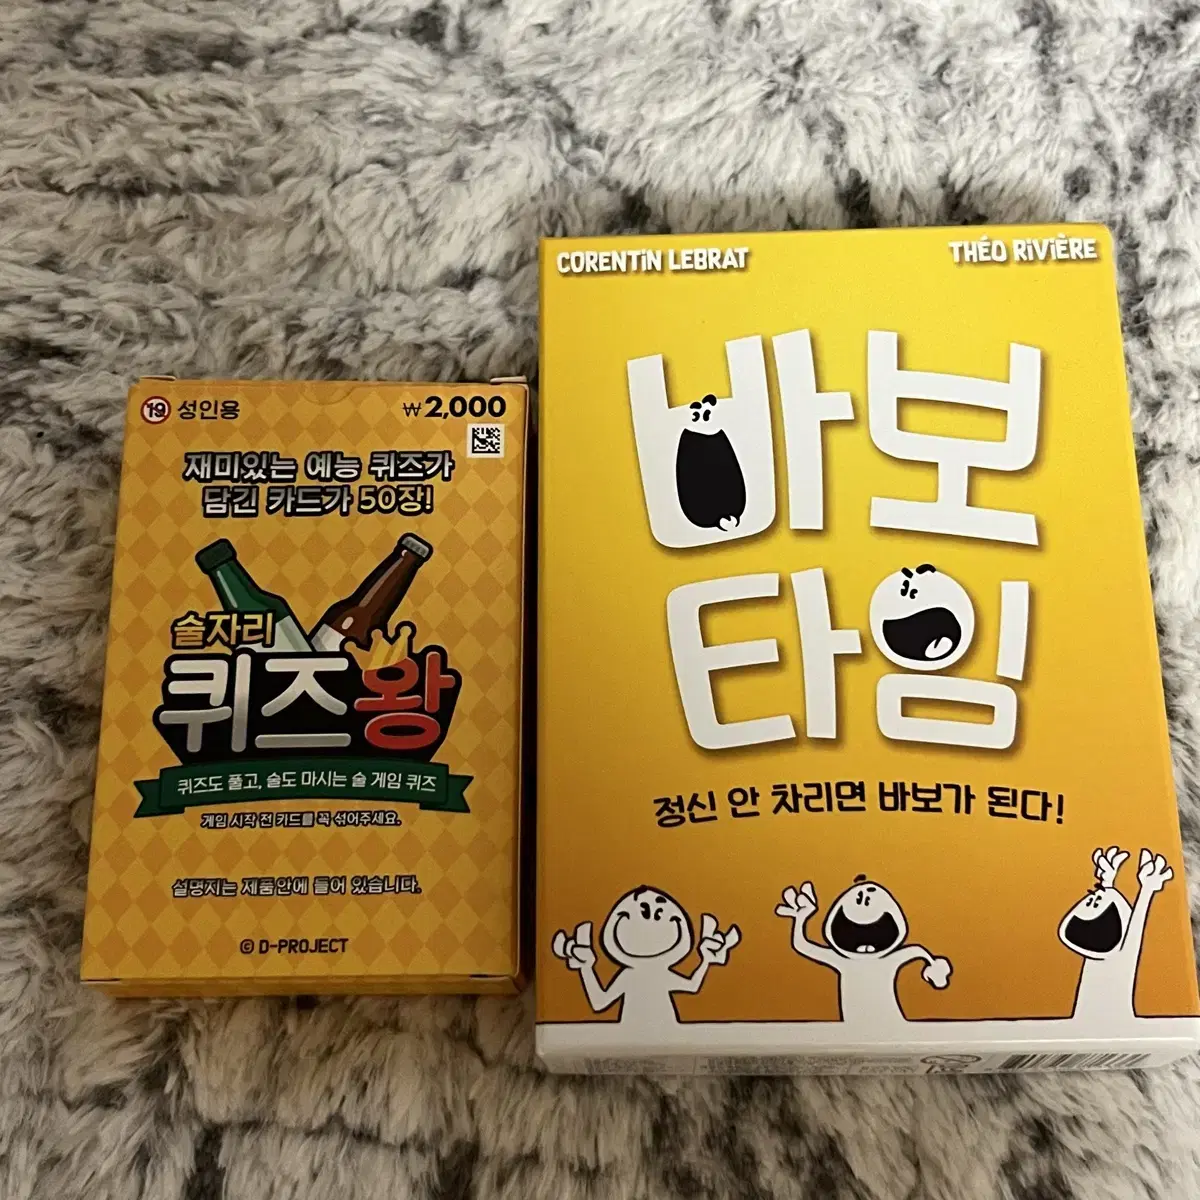 19 성인용
₩2,000
재미있는 예능 퀴즈가
담긴 카드가 50장!
술자리
퀴즈왕
퀴즈도 풀고, 술도 마시는 술 게임 퀴즈
게임 시작 전 카드를 꼭 섞어주세요.
설명지는 제품안에 들어 있습니다.
© D-PROJECT
CORENTIN LEBRAT
THÉO RIVIÈRE
바보
타임
정신 안 차리면 바보가 된다!